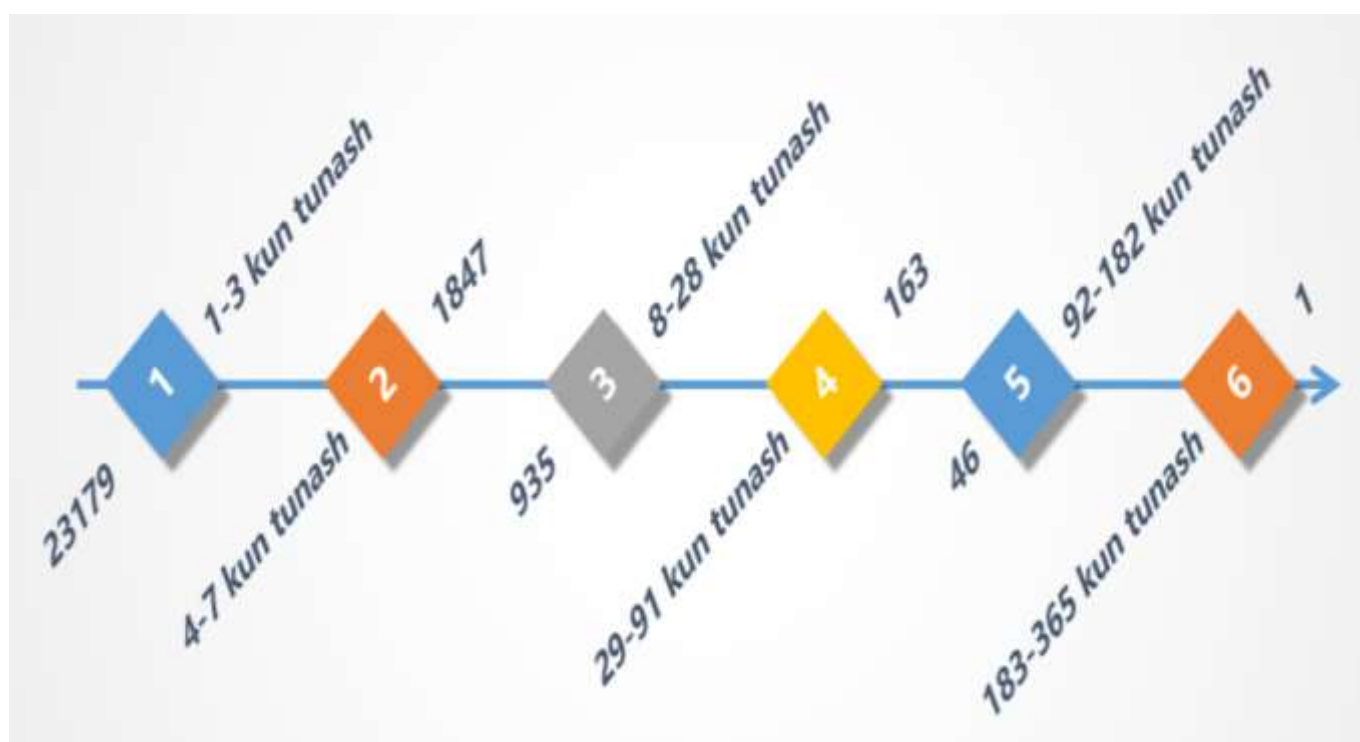 1
1-3 kun tunash
23179
2
1847
4-7 kun tunash
3
8-28 kun tunash
935
4
163
29-91 kun tunash
5
92-182 kun tunash
46
6
1
183-365 kun tunash